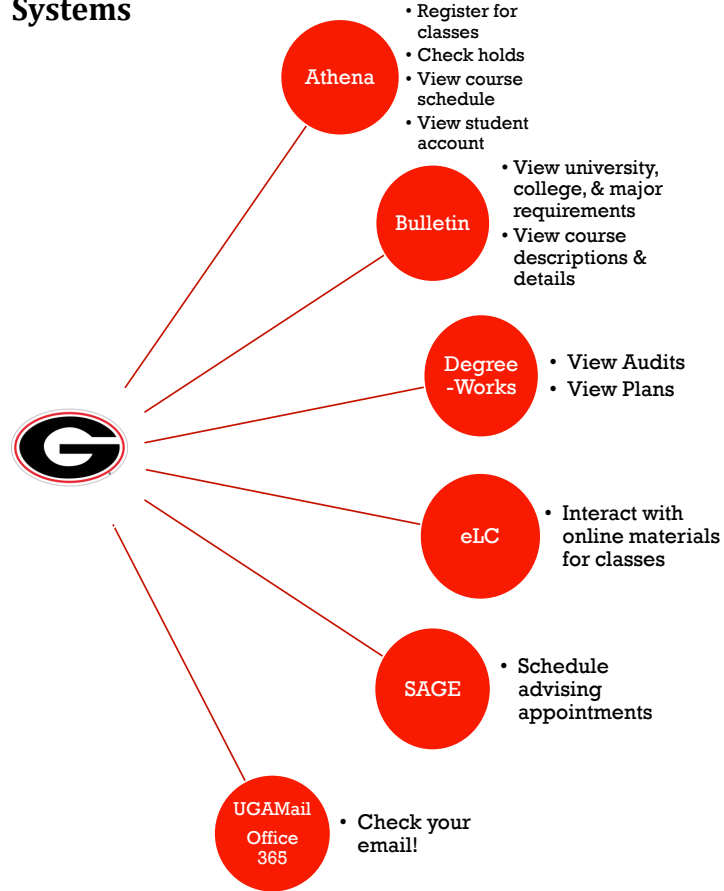 Systems
Athena
• Register for
classes
• Check holds
• View course
schedule
• View student
account
Bulletin
• View university,
college, & major
requirements
• View course
descriptions &
details
Degree
-Works
• View Audits
• View Plans
G
eLC
• Interact with
online materials
for classes
SAGE
• Schedule
advising
appointments
UGAMail
Office
365
• Check your
email!